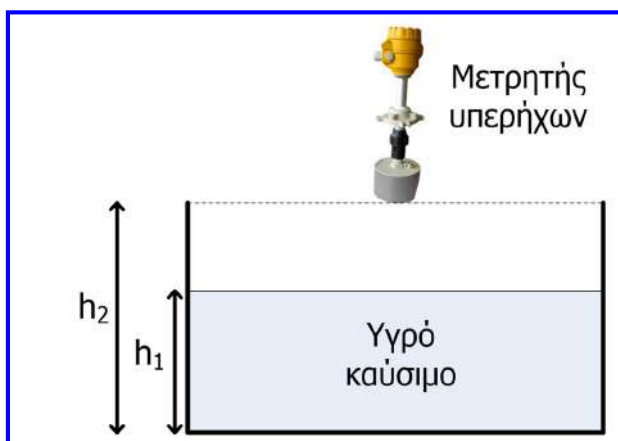 Μετρητής
υπερήχων
h₂
h₁
Υγρό
καύσιμο